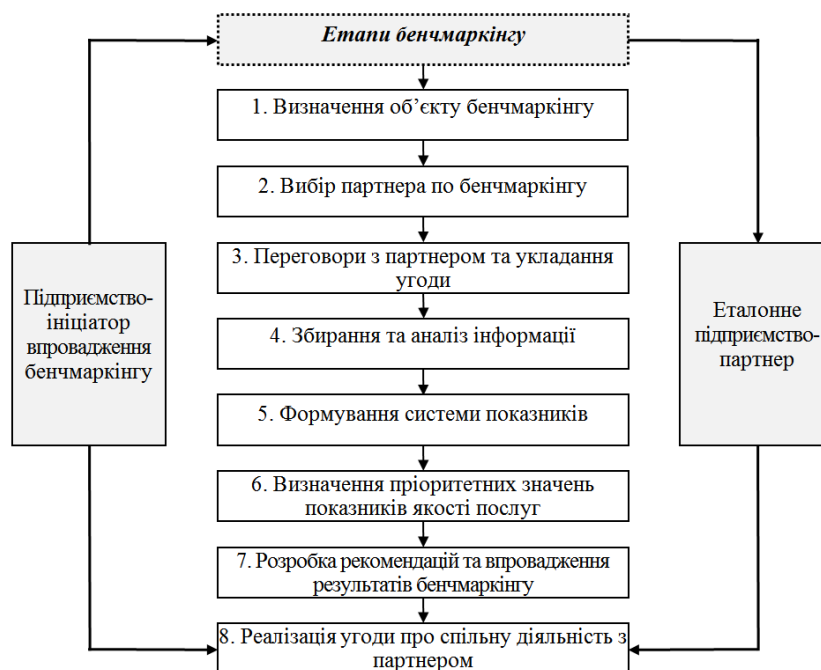 Етапи бенчмаркінгу
1. Визначення об’єкту бенчмаркінгу
2. Вибір партнера по бенчмаркінгу
3. Переговори з партнером та укладання
угоди
Підприємство-
ініціатор
впровадження
бенчмаркінгу
4. Збирання та аналіз інформації
Еталонне
підприємство-
партнер
5. Формування системи показників
6. Визначення пріоритетних значень
показників якості послуг
7. Розробка рекомендацій та впровадження
результатів бенчмаркінгу
8. Реалізація угоди про спільну діяльність з
партнером